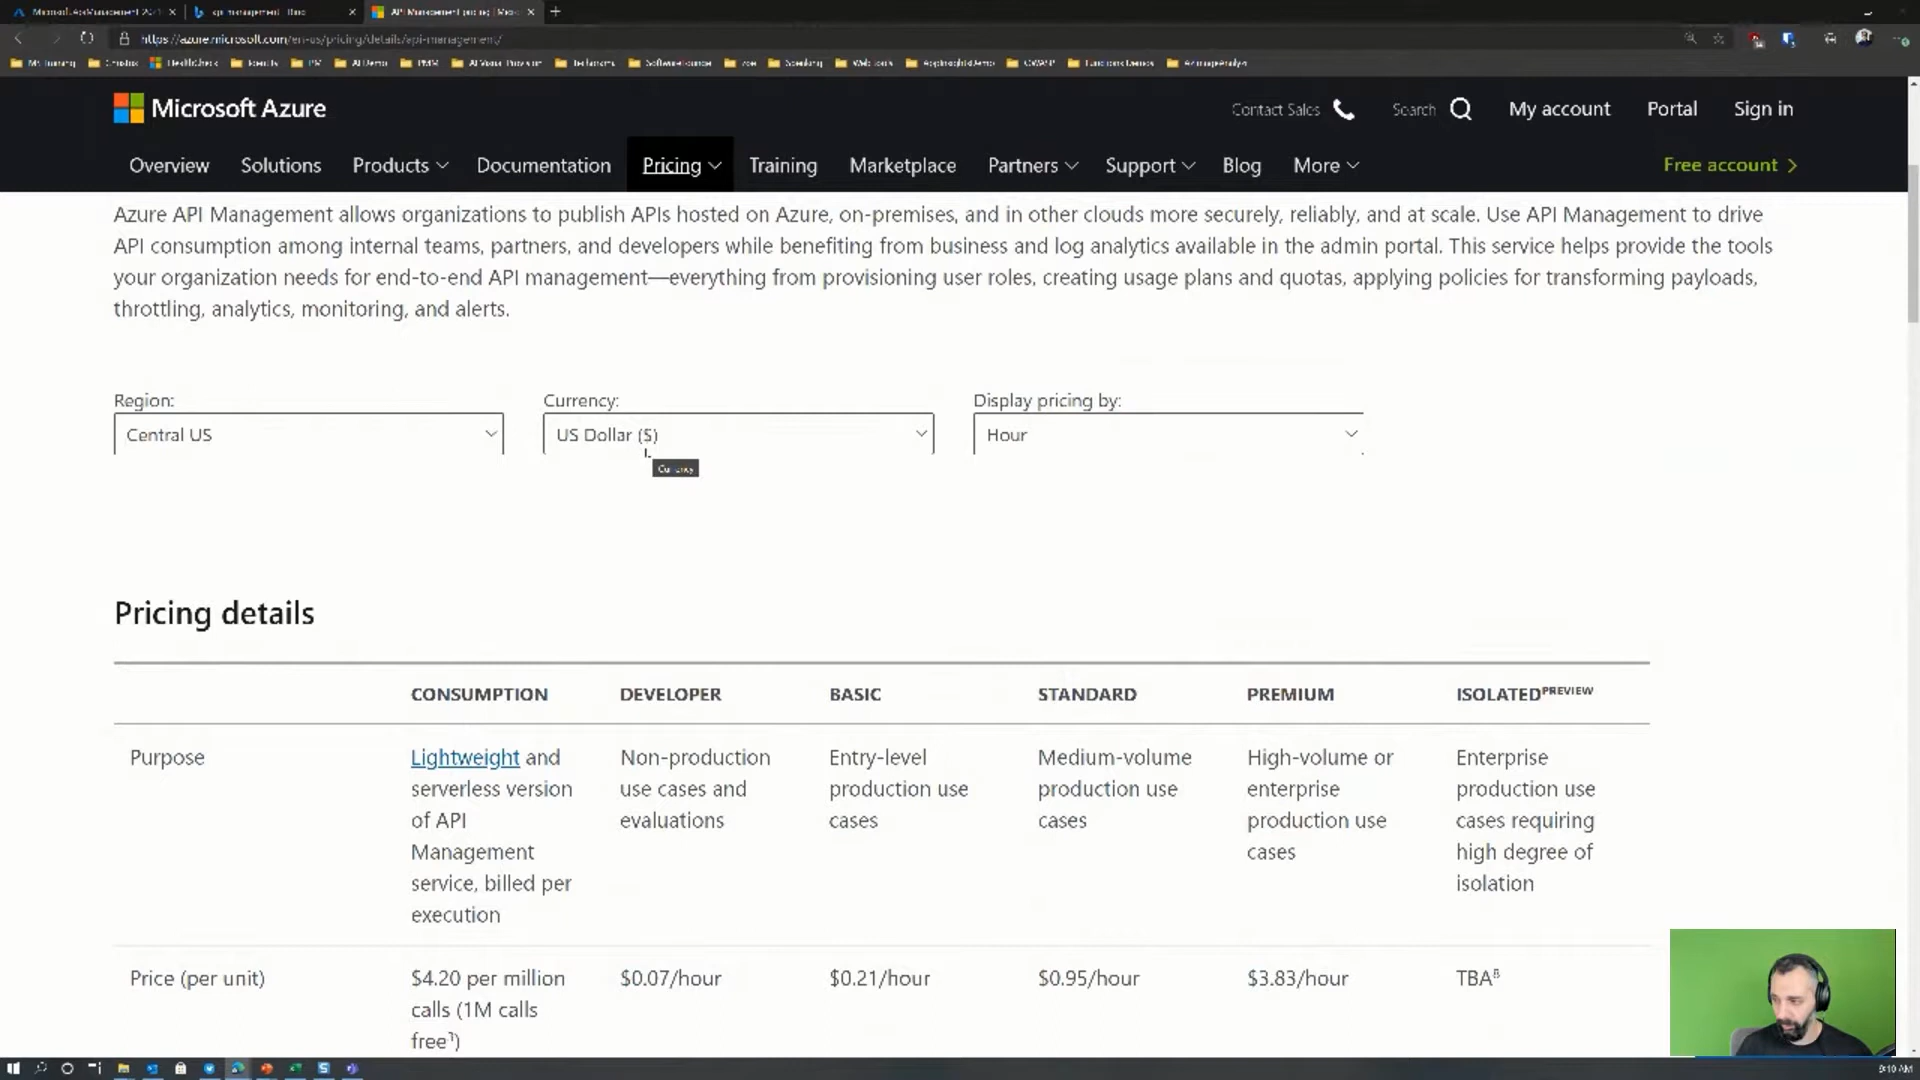 https://azure.microsoft.com/en-us/pricing/details/api-management/
Microsoft Azure
Contact Sales
Search
My account
Portal
Sign in
Overview
Solutions
Products
Documentation
Pricing
Training
Marketplace
Partners
Support
Blog
More
Free account
Azure API Management allows organizations to publish APIs hosted on Azure, on-premises, and in other clouds more securely, reliably, and at scale. Use API Management to drive
API consumption among internal teams, partners, and developers while benefiting from business and log analytics available in the admin portal. This service helps provide the tools
your organization needs for end-to-end API management—everything from provisioning user roles, creating usage plans and quotas, applying policies for transforming payloads,
throttling, analytics, monitoring, and alerts.
Region:
Central US
Currency:
US Dollar ($)
Currency
Display pricing by:
Hour
Pricing details
CONSUMPTION DEVELOPER BASIC STANDARD PREMIUM ISOLATED PREVIEW
Purpose
Lightweight and
serverless version
of API
Management
service, billed per
execution
Non-production
use cases and
evaluations
Entry-level
production use
cases
Medium-volume
production use
cases
High-volume or
enterprise
production use
cases
Enterprise
production use
cases requiring
high degree of
isolation
Price (per unit)
$4.20 per million
calls (1M calls
free¹)
$0.07/hour
$0.21/hour
$0.95/hour
$3.83/hour
TBA⁸
9:10 AM